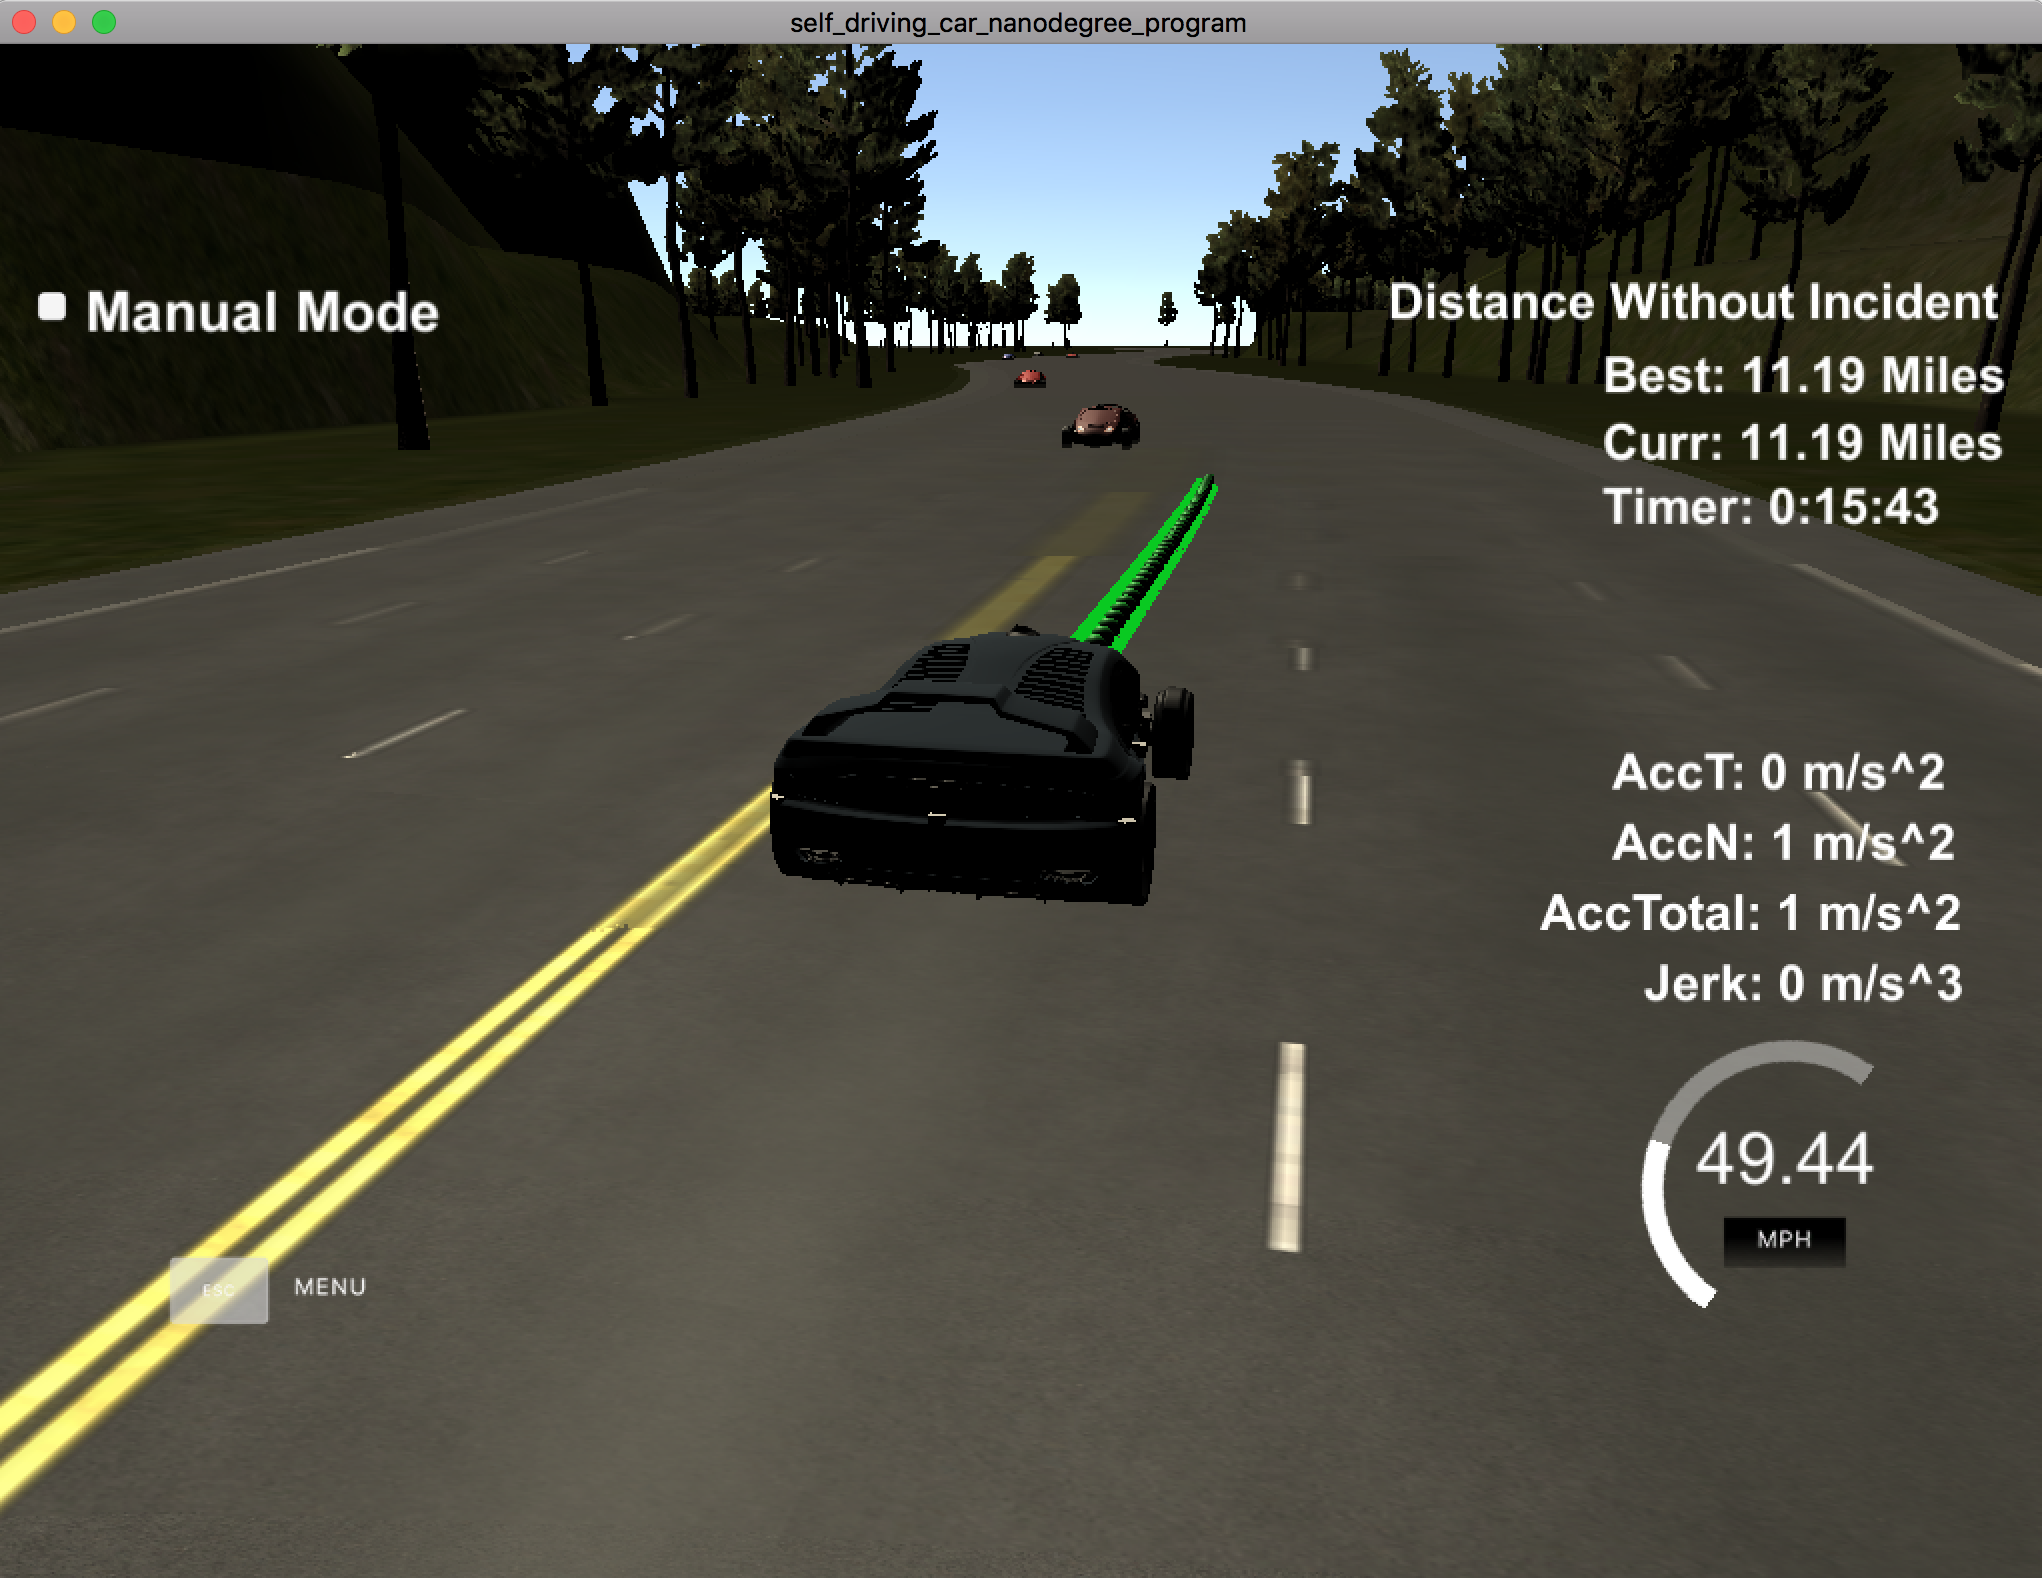 self_driving_car_nanodegree_program
Manual Mode
Distance Without Incident
Best: 11.19 Miles
Curr: 11.19 Miles
Timer: 0:15:43
AccT: 0 m/s^2
AccN: 1 m/s^2
AccTotal: 1 m/s^2
Jerk: 0 m/s^3
49.44
MPH
ESC MENU